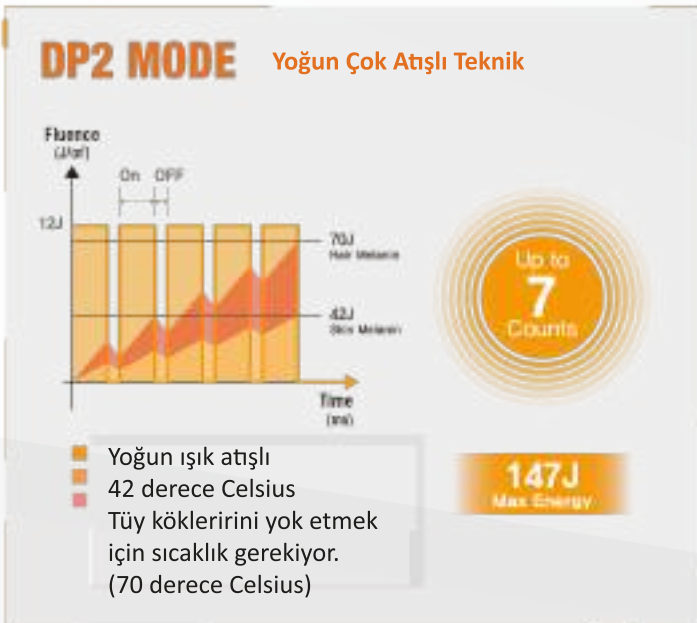 DP2 MODE
Yoğun Çok Atışlı Teknik
Fluence
(J/㎠)
On OFF
12J
70J
Hair Melanin
42J
Skin Melanin
Time
(ms)
Up to
7
Counts
147J
Max Energy
Yoğun ışık atışlı
42 derece Celsius
Tüy köklеririni yok etmek
için sıcaklık gerekiyor.
(70 derece Celsius)